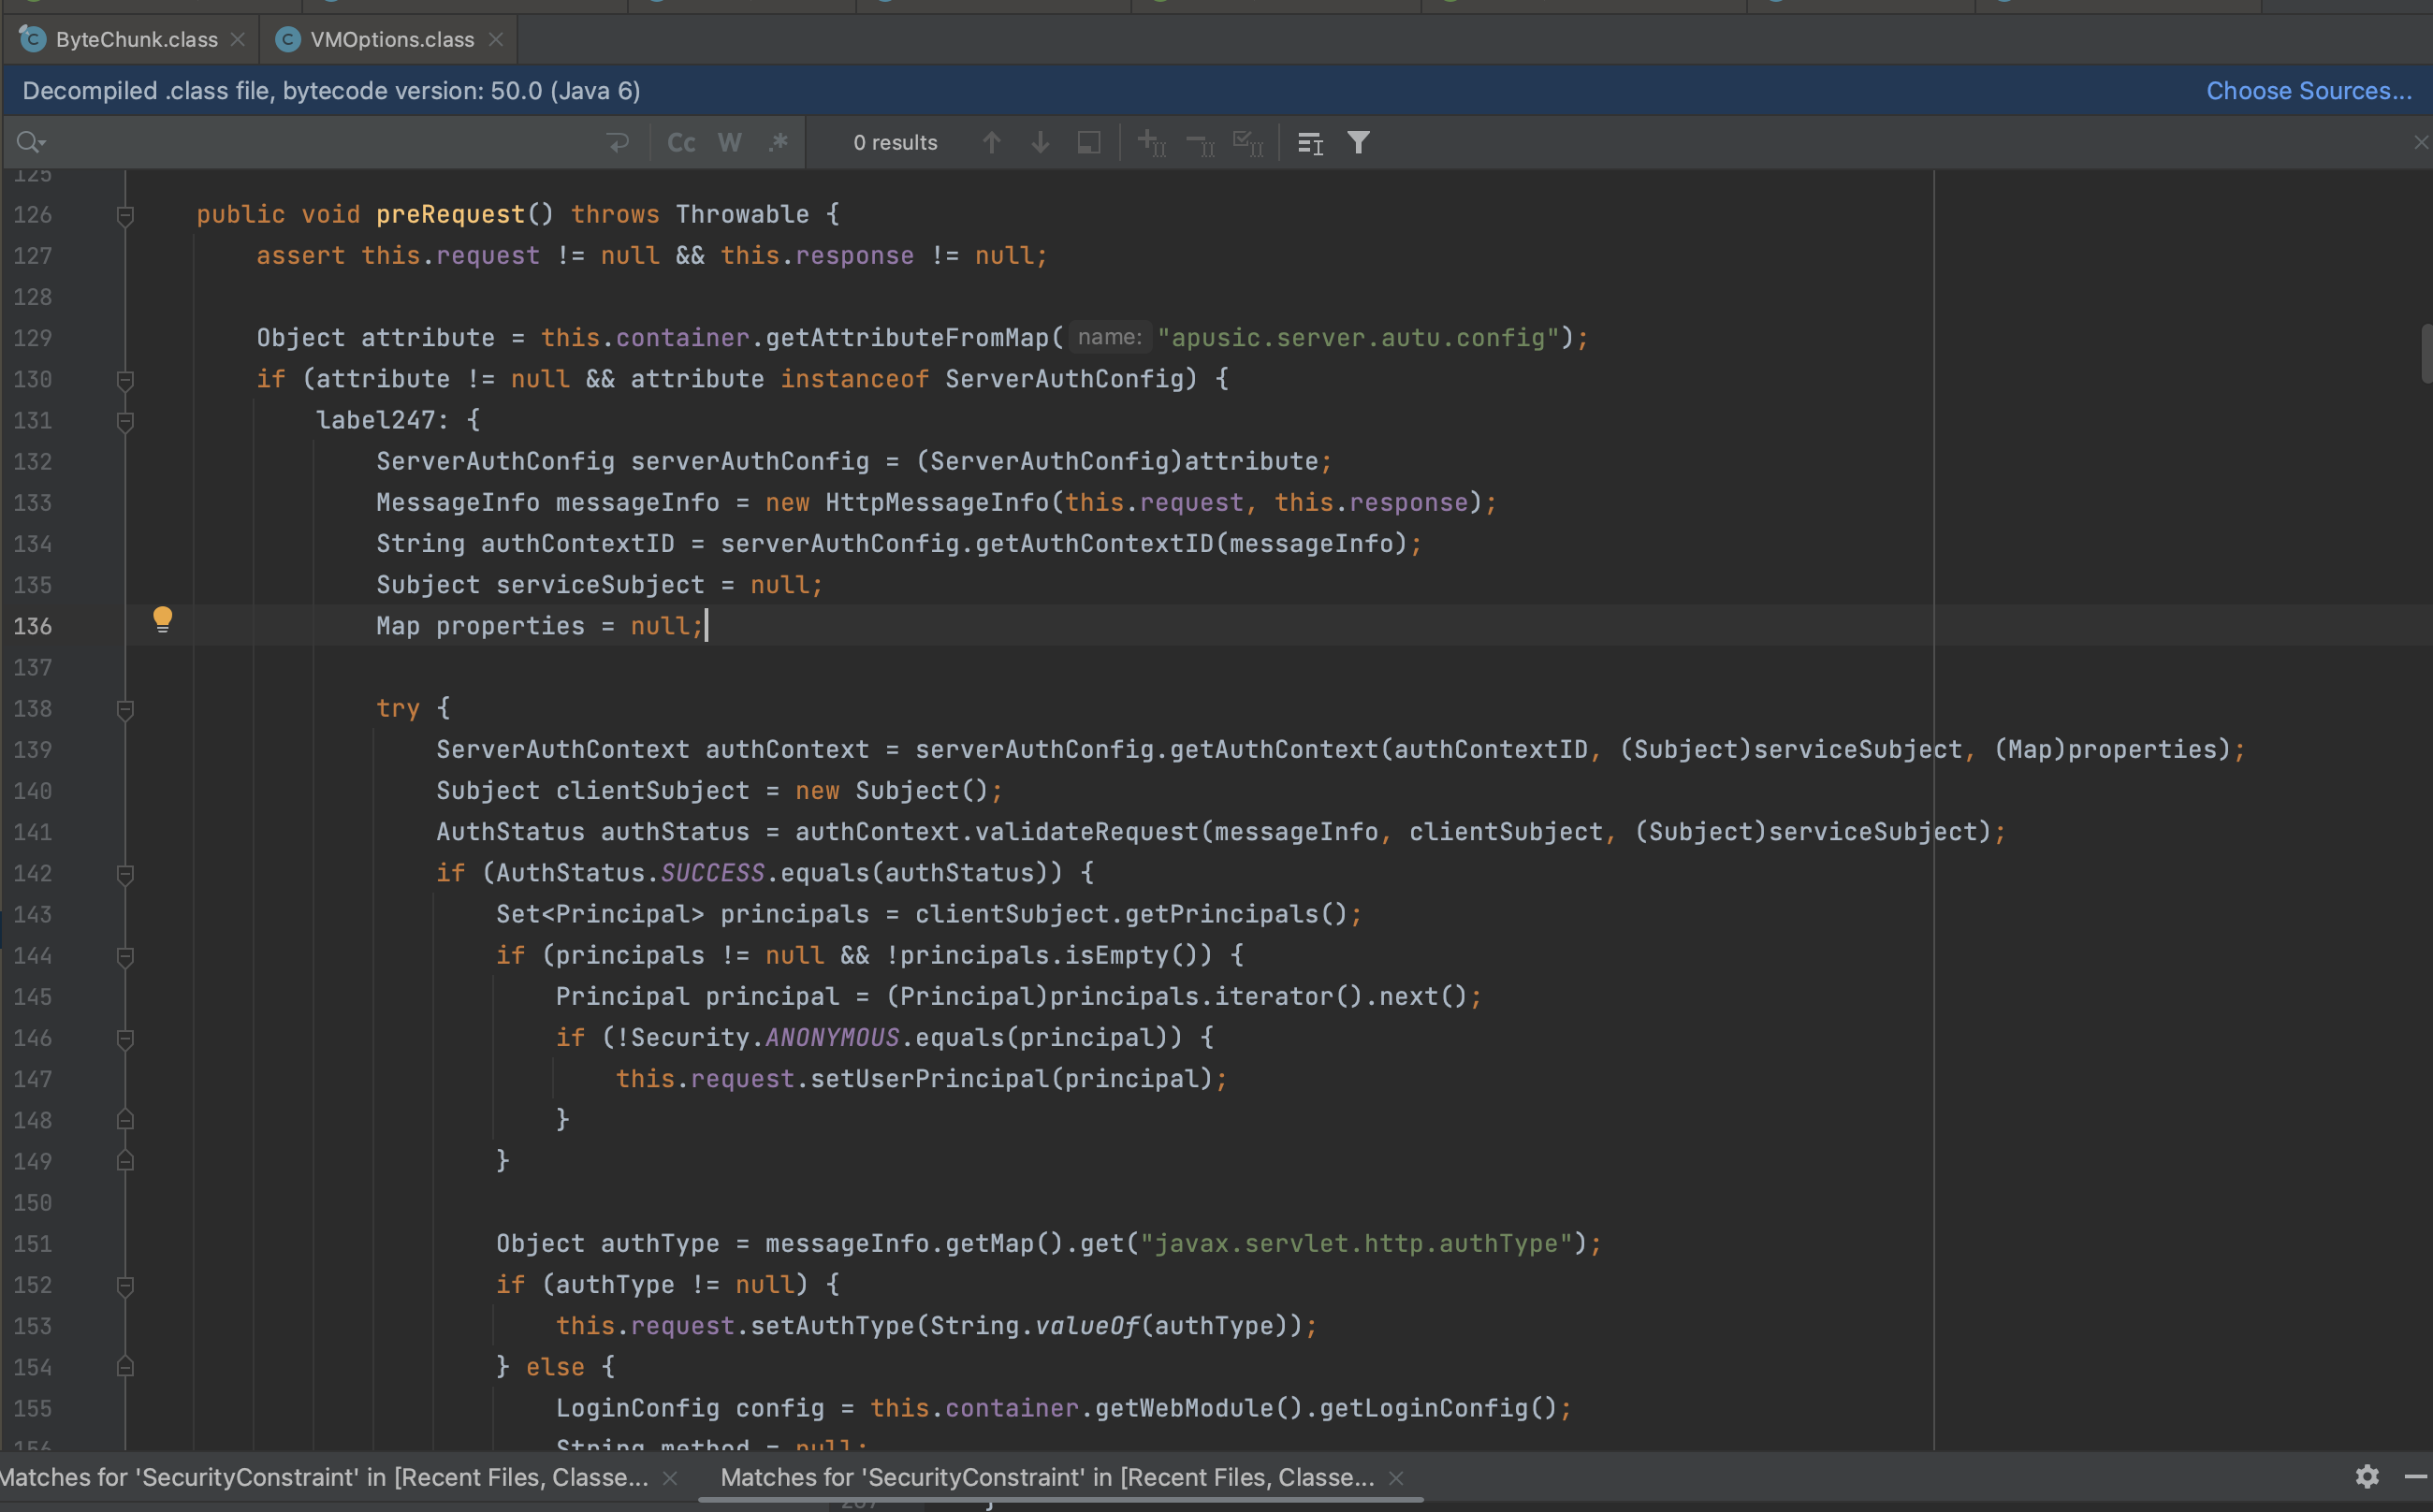 ByteChunk.class
VMOptions.class
Decompiled .class file, bytecode version: 50.0 (Java 6)
Choose Sources...
Cc W .*
0 results
125
126 public void preRequest() throws Throwable {
127 assert this.request != null && this.response != null;
128
129 Object attribute = this.container.getAttributeFromMap( name: "apusic.server.autu.config");
130 if (attribute != null && attribute instanceof ServerAuthConfig) {
131 label247: {
132 ServerAuthConfig serverAuthConfig = (ServerAuthConfig)attribute;
133 MessageInfo messageInfo = new HttpMessageInfo(this.request, this.response);
134 String authContextID = serverAuthConfig.getAuthContextID(messageInfo);
135 Subject serviceSubject = null;
136 Map properties = null;
137
138 try {
139 ServerAuthContext authContext = serverAuthConfig.getAuthContext(authContextID, (Subject)serviceSubject, (Map)properties);
140 Subject clientSubject = new Subject();
141 AuthStatus authStatus = authContext.validateRequest(messageInfo, clientSubject, (Subject)serviceSubject);
142 if (AuthStatus.SUCCESS.equals(authStatus)) {
143 Set<Principal> principals = clientSubject.getPrincipals();
144 if (principals != null && !principals.isEmpty()) {
145 Principal principal = (Principal)principals.iterator().next();
146 if (!Security.ANONYMOUS.equals(principal)) {
147 this.request.setUserPrincipal(principal);
148 }
149 }
150
151 Object authType = messageInfo.getMap().get("javax.servlet.http.authType");
152 if (authType != null) {
153 this.request.setAuthType(String.valueOf(authType));
154 } else {
155 LoginConfig config = this.container.getWebModule().getLoginConfig();
156 String method = null;
Matches for 'SecurityConstraint' in [Recent Files, Classe...
Matches for 'SecurityConstraint' in [Recent Files, Classe...